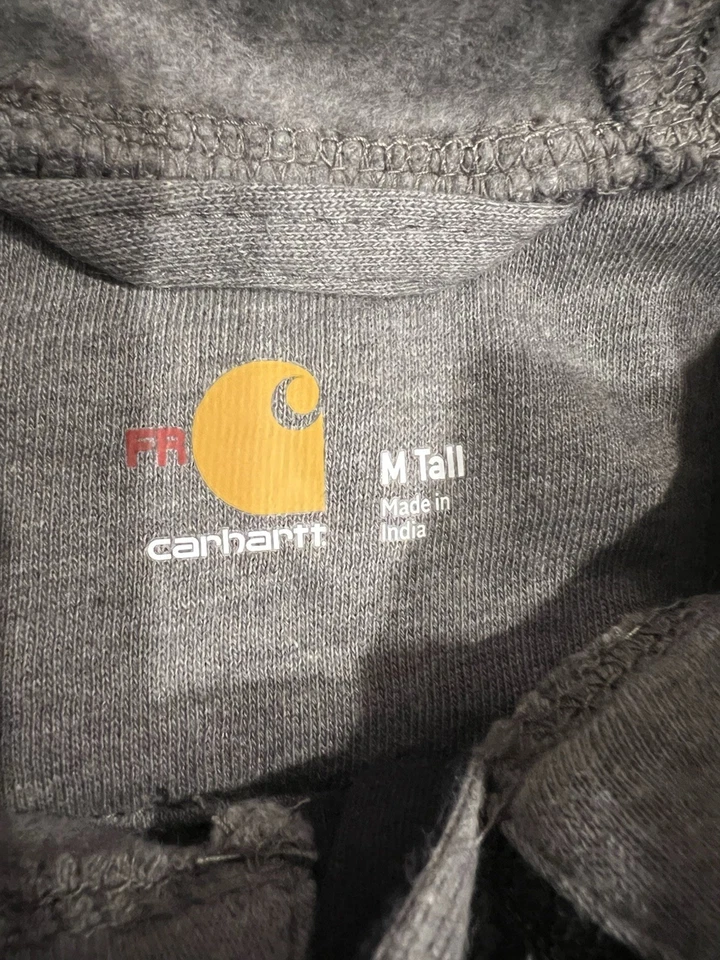 FR
carhartt
M Tall
Made in
India